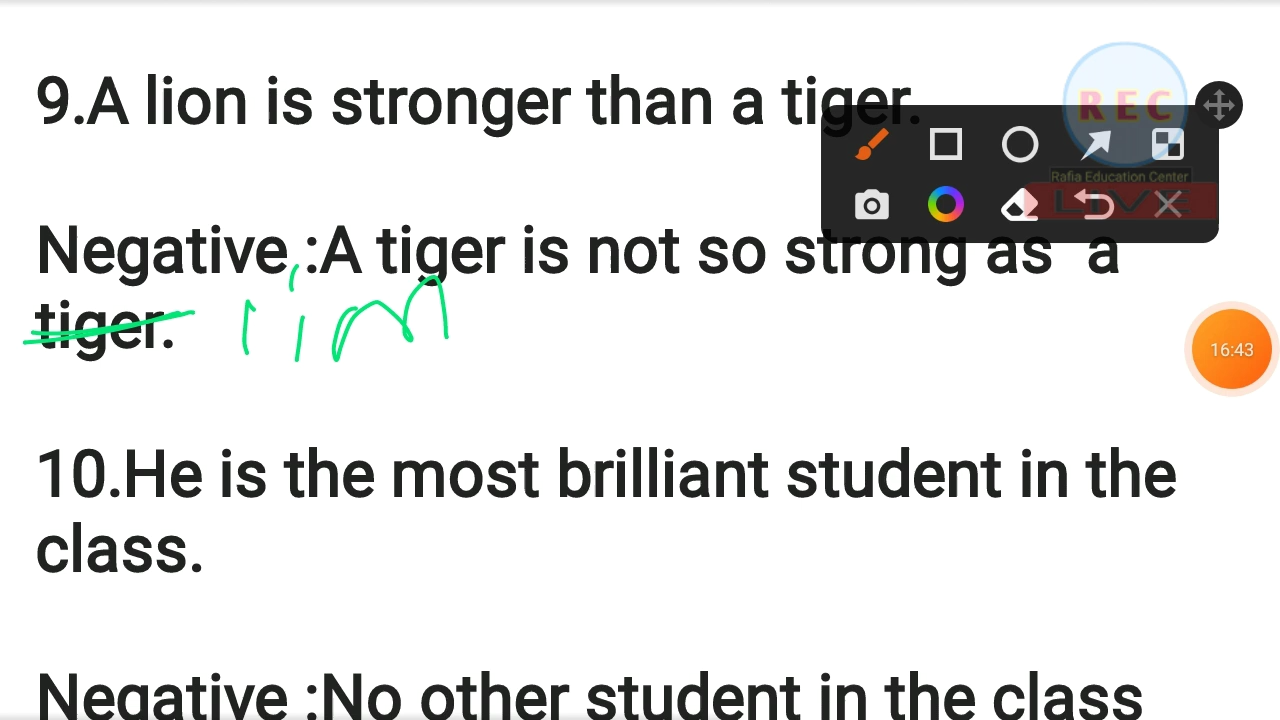 9.A lion is stronger than a tiger.
REC
Rafia Education Center
LIVE
Negative :A tiger is not so strong as a
tiger. lion
16:43
10.He is the most brilliant student in the
class.
Negative :No other student in the class